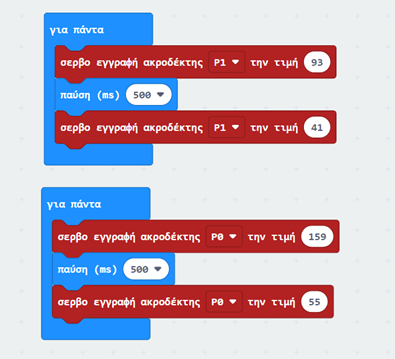 για πάντα
σερβο εγγραφή ακροδέκτης P1 την τιμή 93
παύση (ms) 500
σερβο εγγραφή ακροδέκτης P1 την τιμή 41
για πάντα
σερβο εγγραφή ακροδέκτης P0 την τιμή 159
παύση (ms) 500
σερβο εγγραφή ακροδέκτης P0 την τιμή 55